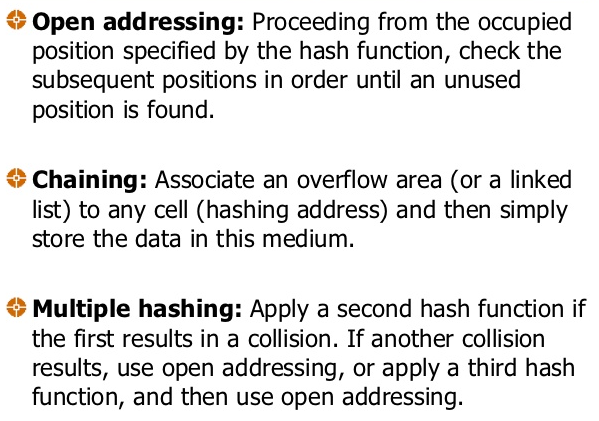 Open addressing: Proceeding from the occupied
position specified by the hash function, check the
subsequent positions in order until an unused
position is found.
Chaining: Associate an overflow area (or a linked
list) to any cell (hashing address) and then simply
store the data in this medium.
Multiple hashing: Apply a second hash function if
the first results in a collision. If another collision
results, use open addressing, or apply a third hash
function, and then use open addressing.